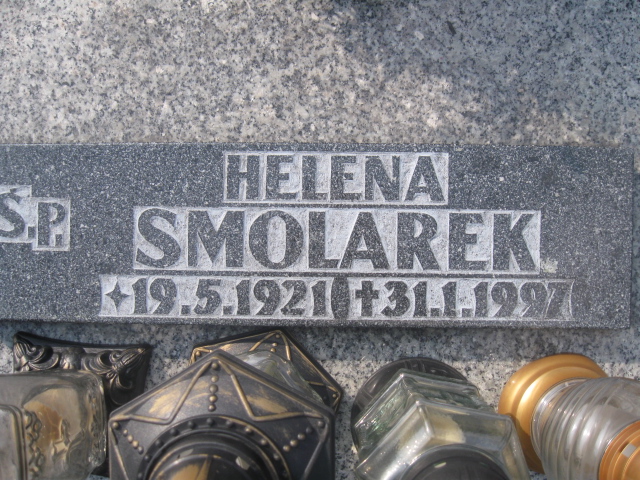 Ś.P.
HELENA
SMOLAREK
✦19.5.1921 ✝31.1.1997